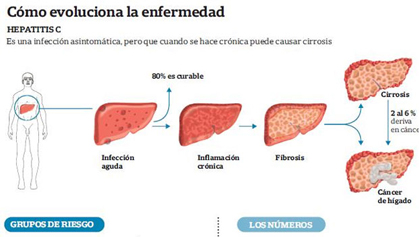 Cómo evoluciona la enfermedad
HEPATITIS C
Es una infección asintomática, pero que cuando se hace crónica puede causar cirrosis
80% es curable
Infección
aguda
Inflamación
crónica
Fibrosis
Cirrosis
2 al 6%
deriva
en cánce
Cáncer
de hígado
GRUPOS DE RIESGO
LOS NÚMEROS